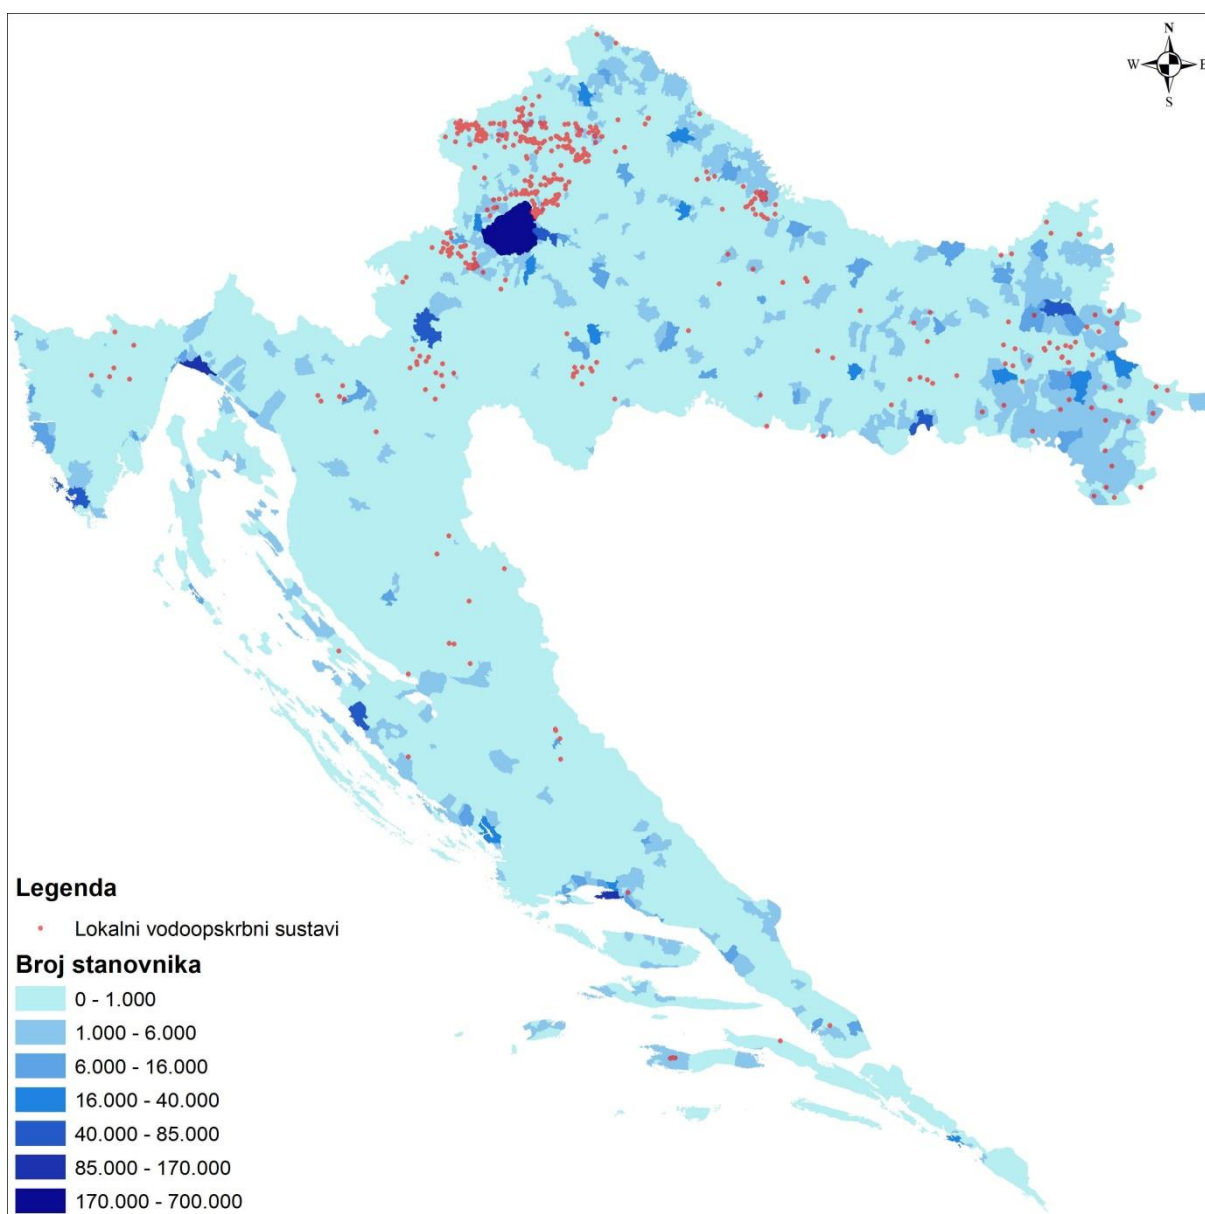 N
W E
S
Legenda
Lokalni vodoopskrbni sustavi
Broj stanovnika
0 - 1.000
1.000 - 6.000
6.000 - 16.000
16.000 - 40.000
40.000 - 85.000
85.000 - 170.000
170.000 - 700.000